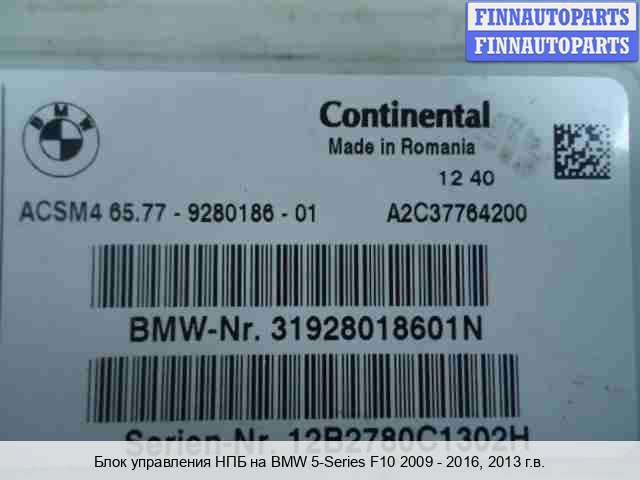 FINNAUTOPARTS
FINNAUTOPARTS
BMW
Continental
Made in Romania
12 40
ACSM4 65.77 - 9280186 - 01 A2C37764200
BMW-Nr. 31928018601N
Serien-Nr. 12B2780C1302H
Блок управления НПБ на BMW 5-Series F10 2009 - 2016, 2013 г.в.